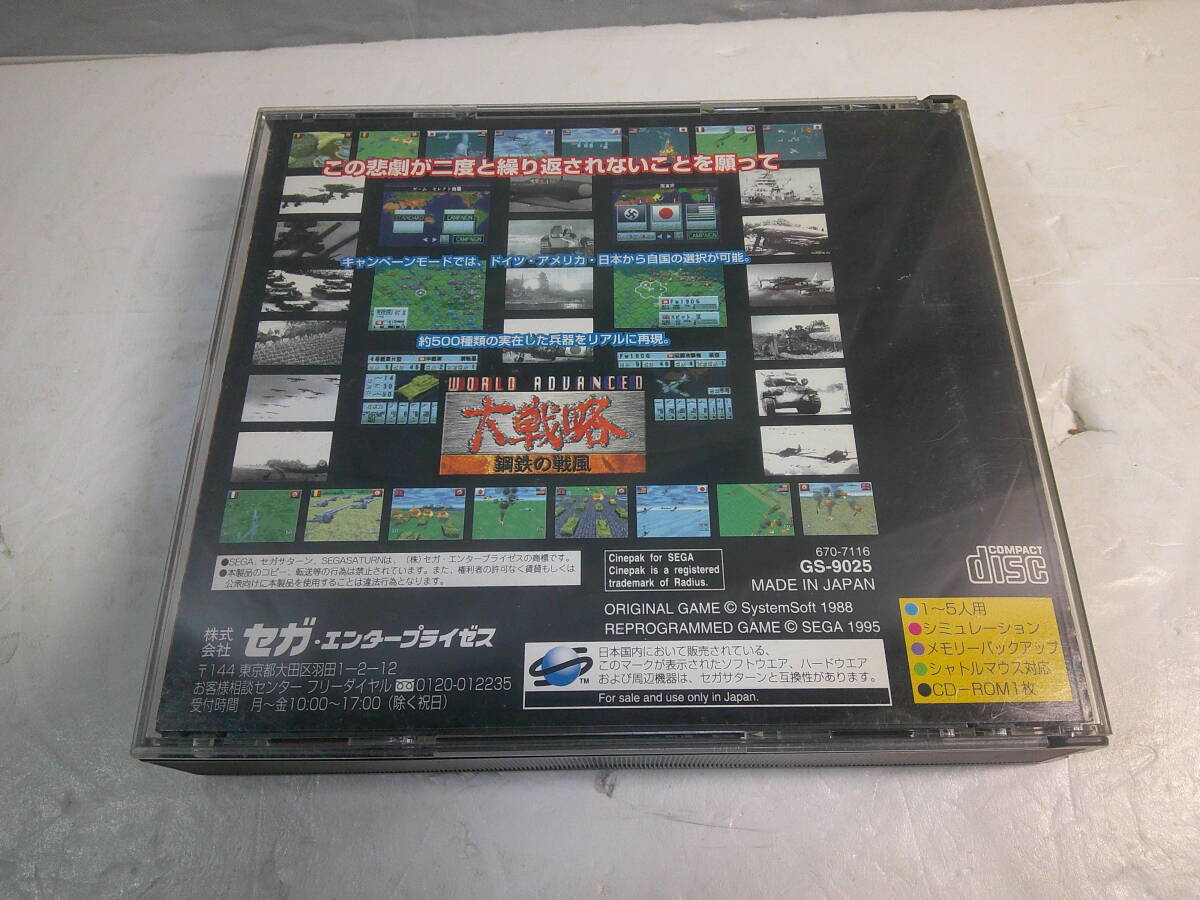 この悲劇が二度と繰り返されないことを願って
STANDARD
CAMPAIGN
CAMPAIGN
CAMPAIGN
キャンペーンモードでは、ドイツ・アメリカ・日本から自国の選択が可能。
Fw190G
約500種類の実在した兵器をリアルに再現。
Fw190G
WORLD ADVANCED
大戦略
鋼鉄の戦風
●SEGA、セガサターン、SEGASATURNは、(株)セガ・エンタープライゼスの商標です。
●本製品のコピー、転送等の行為は禁止されています。また、権利者の許可なく賃貸もしくは
公衆向けに本製品を使用することは違法行為となります。
Cinepak for SEGA
Cinepak is a registered
trademark of Radius.
670-7116
GS-9025
MADE IN JAPAN
COMPACT
disc
ORIGINAL GAME © SystemSoft 1988
REPROGRAMMED GAME © SEGA 1995
株式会社 セガ・エンタープライゼス
〒144 東京都大田区羽田1-2-12
お客様相談センター フリーダイヤル 0120-012235
受付時間 月～金10:00～17:00（除く祝日）
日本国内において販売されている、
このマークが表示されたソフトウエア、ハードウエア
および周辺機器は、セガサターンと互換性があります。
TM
For sale and use only in Japan.
●1～5人用
●シミュレーション
●メモリーバックアップ
●シャトルマウス対応
●CD-ROM1枚